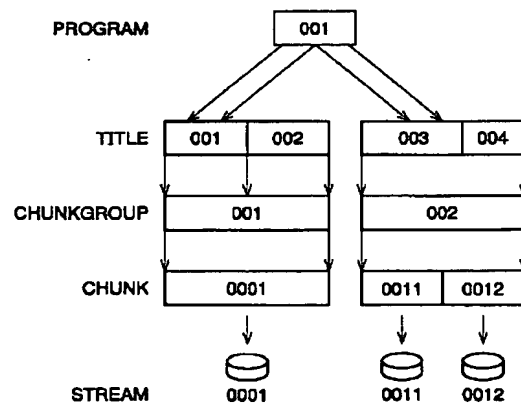 PROGRAM 001
TITLE 001 002 003 004
CHUNKGROUP 001 002
CHUNK 0001 0011 0012
STREAM 0001 0011 0012